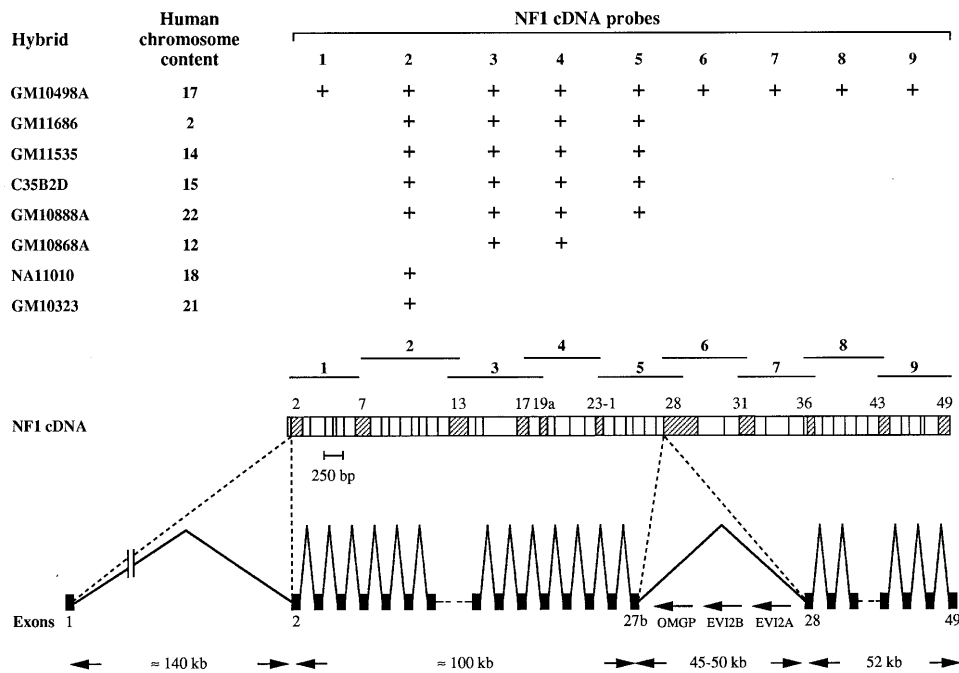 NF1 cDNA probes
Hybrid
Human chromosome content
1 2 3 4 5 6 7 8 9
GM10498A 17 + + + + + + + + +
GM11686 2 + + + +
GM11535 14 + + + +
C35B2D 15 + + + +
GM10888A 22 + + + +
GM10868A 12 + +
NA11010 18 +
GM10323 21 +
2 4 6 8
1 3 5 7 9
2 7 13 17 19a 23-1 28 31 36 43 49
NF1 cDNA
250 bp
OMGP EVI2B EVI2A
Exons 1 2 27b 28 49
≈ 140 kb ≈ 100 kb 45-50 kb 52 kb